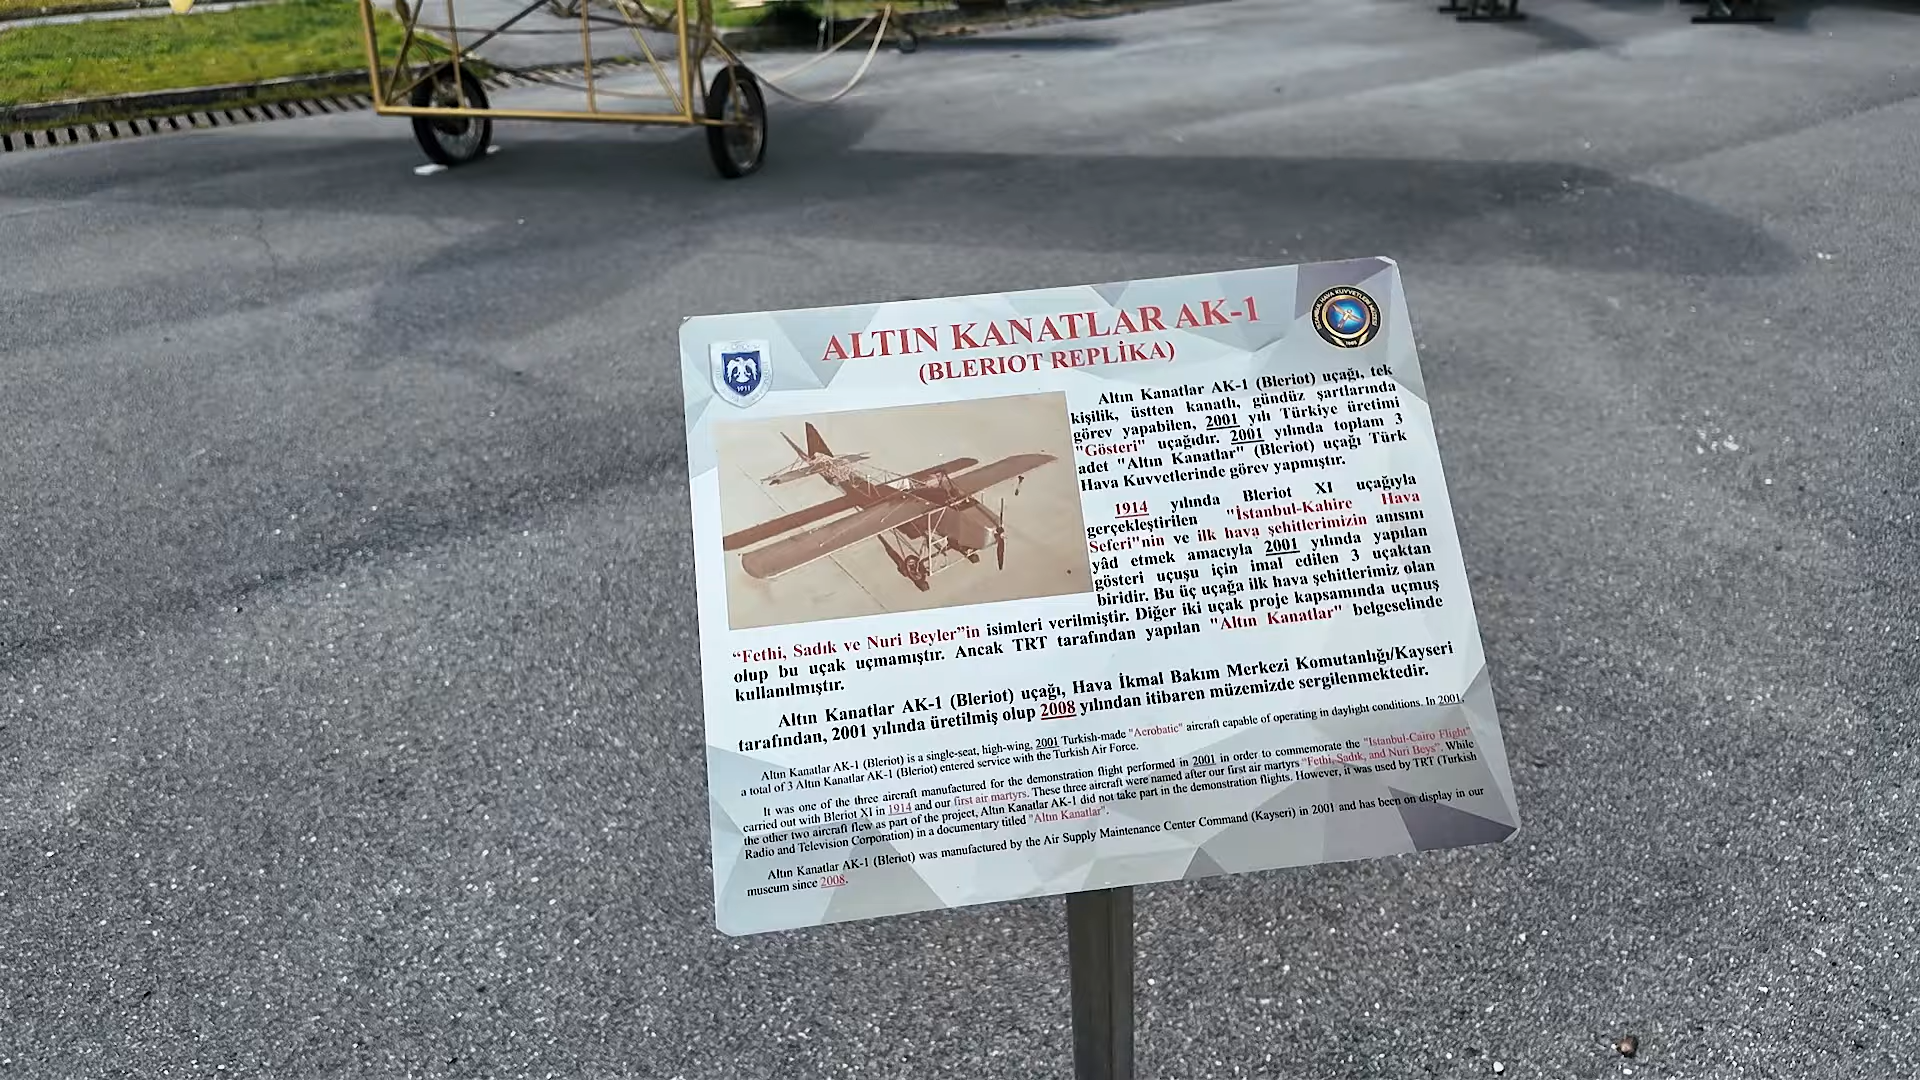 ALTIN KANATLAR AK-1
(BLERIOT REPLİKA)
1911
İSTANBUL HAVA KUVVETLERİ MÜZESİ
1985
Altın Kanatlar AK-1 (Bleriot) uçağı, tek
kişilik, üstten kanatlı, gündüz şartlarında
görev yapabilen, 2001 yılı Türkiye üretimi
"Gösteri" uçağıdır. 2001 yılında toplam 3
adet "Altın Kanatlar" (Bleriot) uçağı Türk
Hava Kuvvetlerinde görev yapmıştır.
1914 yılında Bleriot XI uçağıyla
gerçekleştirilen "İstanbul-Kahire Hava
Seferi"nin ve ilk hava şehitlerimizin anısını
yâd etmek amacıyla 2001 yılında yapılan
gösteri uçuşu için imal edilen 3 uçaktan
biridir. Bu üç uçağa ilk hava şehitlerimiz olan
“Fethi, Sadık ve Nuri Beyler”in isimleri verilmiştir. Diğer iki uçak proje kapsamında uçmuş
olup bu uçak uçmamıştır. Ancak TRT tarafından yapılan "Altın Kanatlar" belgeselinde
kullanılmıştır.
Altın Kanatlar AK-1 (Bleriot) uçağı, Hava İkmal Bakım Merkezi Komutanlığı/Kayseri
tarafından, 2001 yılında üretilmiş olup 2008 yılından itibaren müzemizde sergilenmektedir.
Altın Kanatlar AK-1 (Bleriot) is a single-seat, high-wing, 2001 Turkish-made "Aerobatic" aircraft capable of operating in daylight conditions. In 2001,
a total of 3 Altın Kanatlar AK-1 (Bleriot) entered service with the Turkish Air Force.
It was one of the three aircraft manufactured for the demonstration flight performed in 2001 in order to commemorate the "Istanbul-Cairo Flight"
carried out with Bleriot XI in 1914 and our first air martyrs. These three aircraft were named after our first air martyrs "Fethi, Sadık, and Nuri Beys". While
the other two aircraft flew as part of the project, Altın Kanatlar AK-1 did not take part in the demonstration flights. However, it was used by TRT (Turkish
Radio and Television Corporation) in a documentary titled "Altın Kanatlar".
Altın Kanatlar AK-1 (Bleriot) was manufactured by the Air Supply Maintenance Center Command (Kayseri) in 2001 and has been on display in our
museum since 2008.